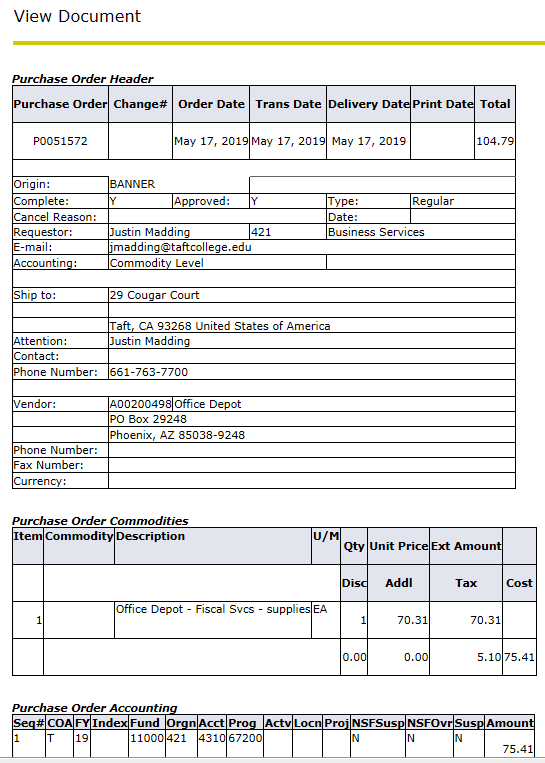 View Document
Purchase Order Header
Purchase Order Change# Order Date Trans Date Delivery Date Print Date Total
P0051572 May 17, 2019 May 17, 2019 May 17, 2019 104.79
Origin: BANNER
Complete: Y Approved: Y Type: Regular
Cancel Reason: Date:
Requestor: Justin Madding 421 Business Services
E-mail: jmadding@taftcollege.edu
Accounting: Commodity Level
Ship to: 29 Cougar Court
Taft, CA 93268 United States of America
Attention: Justin Madding
Contact:
Phone Number: 661-763-7700
Vendor: A00200498 Office Depot
PO Box 29248
Phoenix, AZ 85038-9248
Phone Number:
Fax Number:
Currency:
Purchase Order Commodities
Item Commodity Description U/M Qty Unit Price Ext Amount
Disc Addl Tax Cost
1 Office Depot - Fiscal Svcs - supplies EA 1 70.31 70.31
0.00 0.00 5.10 75.41
Purchase Order Accounting
Seq# COA FY Index Fund Orgn Acct Prog Actv Locn Proj NSFSusp NSFOvr Susp Amount
1 T 19 11000 421 4310 67200 N N N 75.41